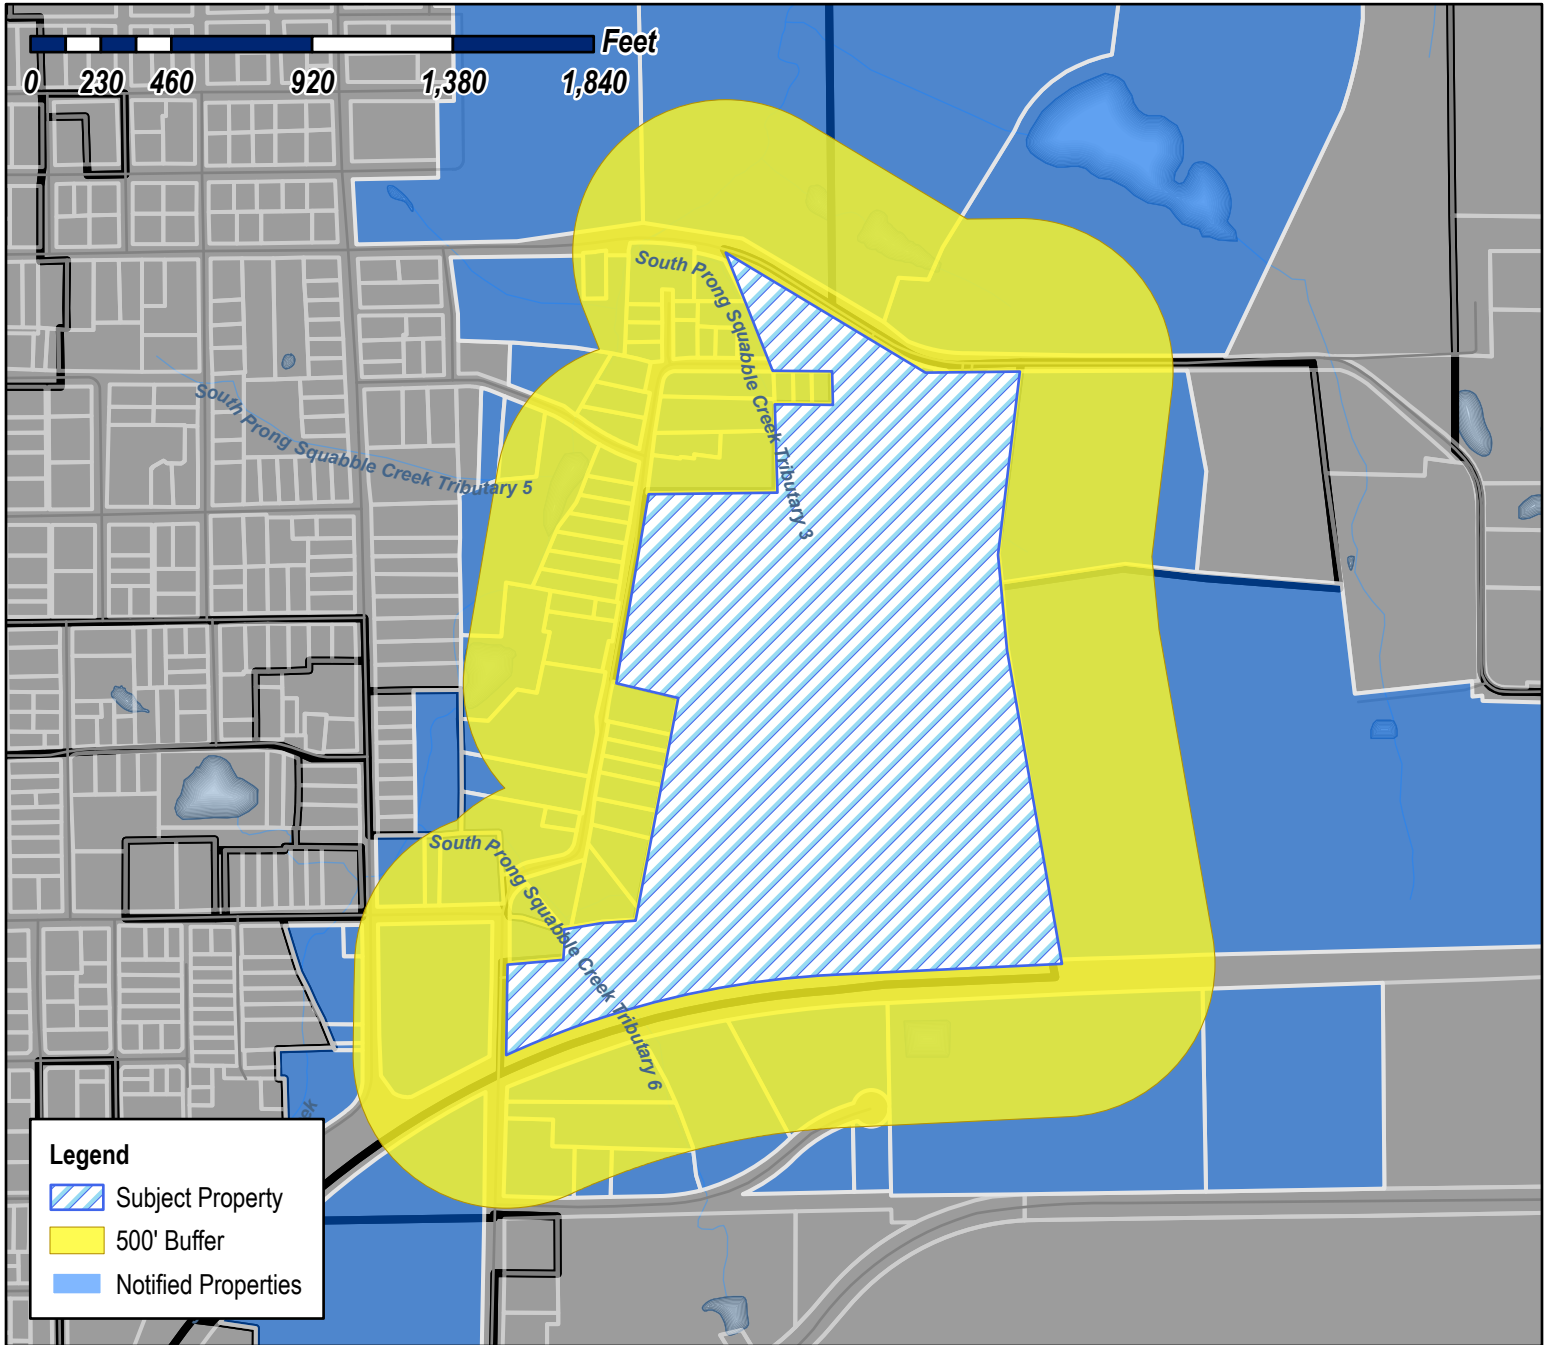 Feet
0 230 460 920 1,380 1,840
South Prong Squabble Creek Tributary 3
South Prong Squabble Creek Tributary 5
South Prong Squabble Creek Tributary 6
Legend
Subject Property
500' Buffer
Notified Properties